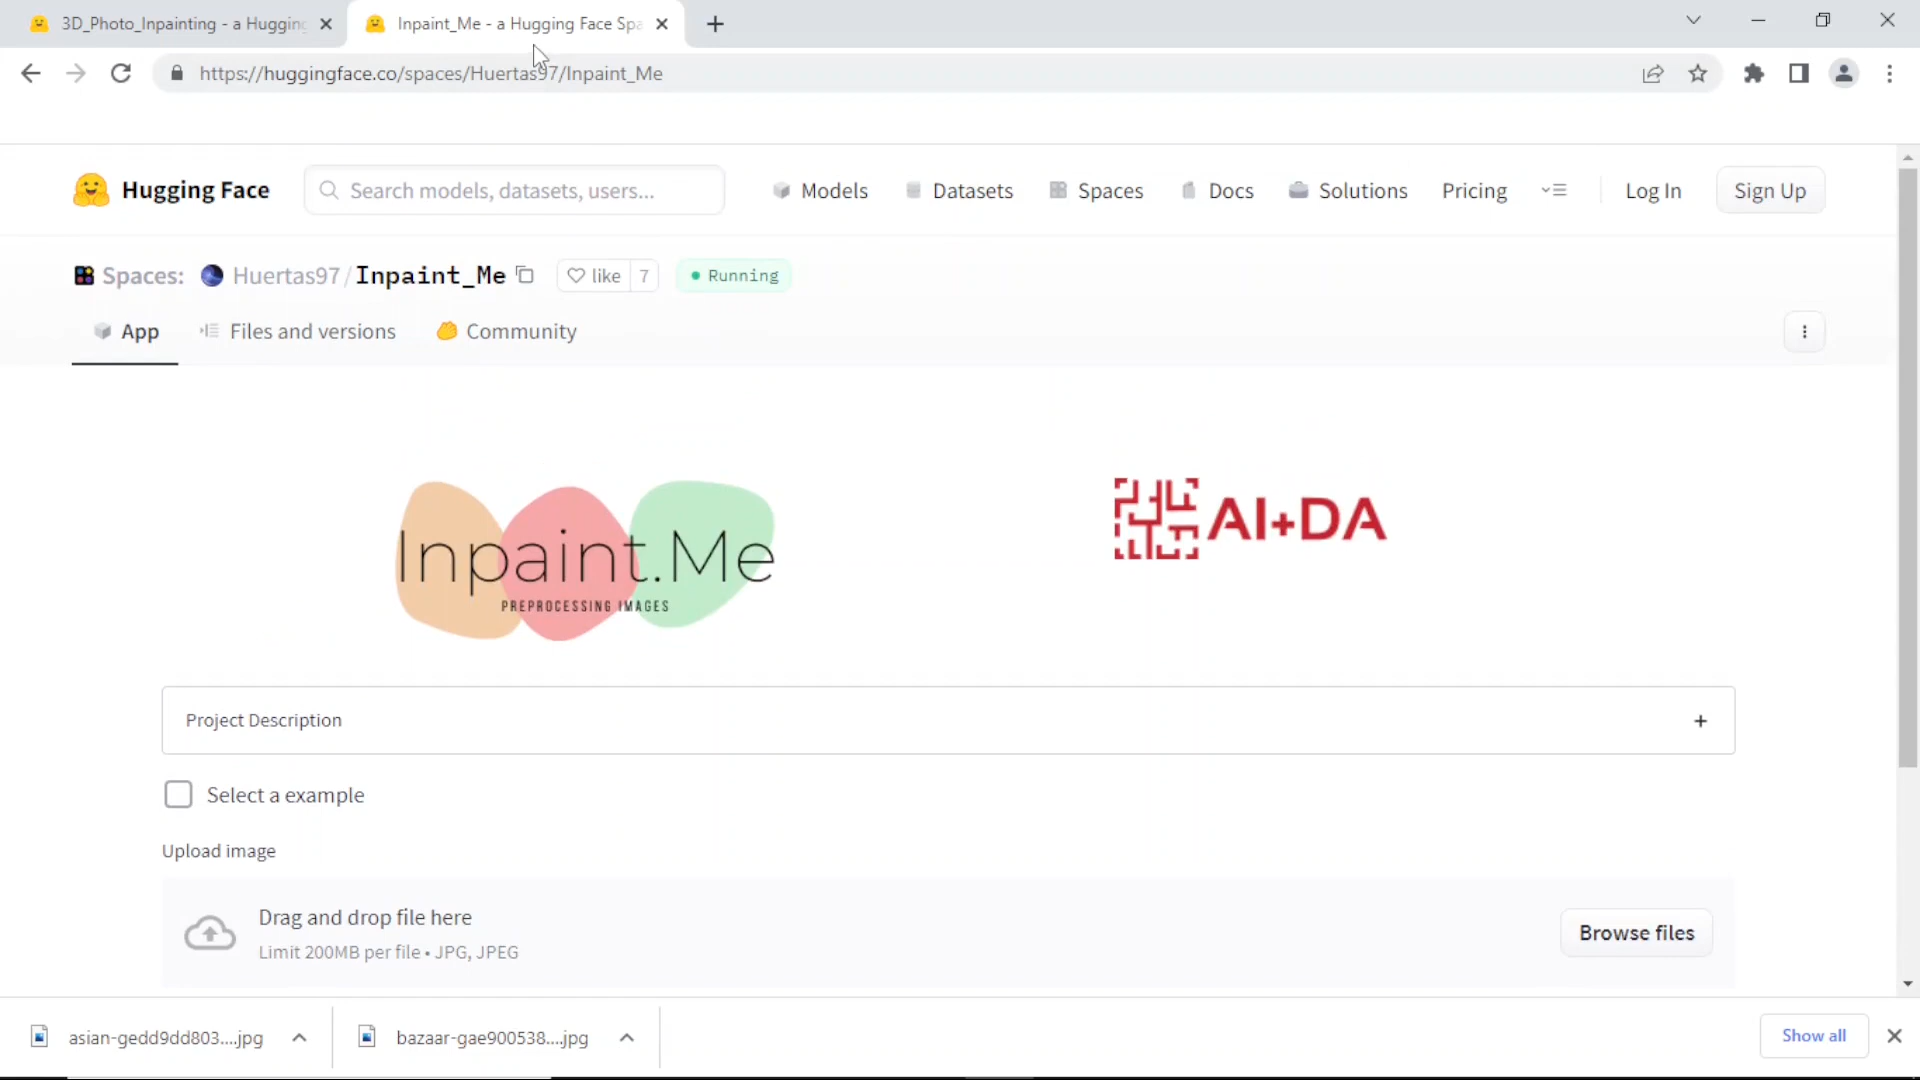 3D_Photo_Inpainting - a Hugging
Inpaint_Me - a Hugging Face Spa
https://huggingface.co/spaces/Huertas97/Inpaint_Me
Hugging Face
Search models, datasets, users...
Models
Datasets
Spaces
Docs
Solutions
Pricing
Log In
Sign Up
Spaces:
Huertas97/Inpaint_Me
like 7
Running
App
Files and versions
Community
Inpaint.Me
PREPROCESSING IMAGES
AI+DA
Project Description
Select a example
Upload image
Drag and drop file here
Limit 200MB per file • JPG, JPEG
Browse files
asian-gedd9dd803....jpg
bazaar-gae900538....jpg
Show all